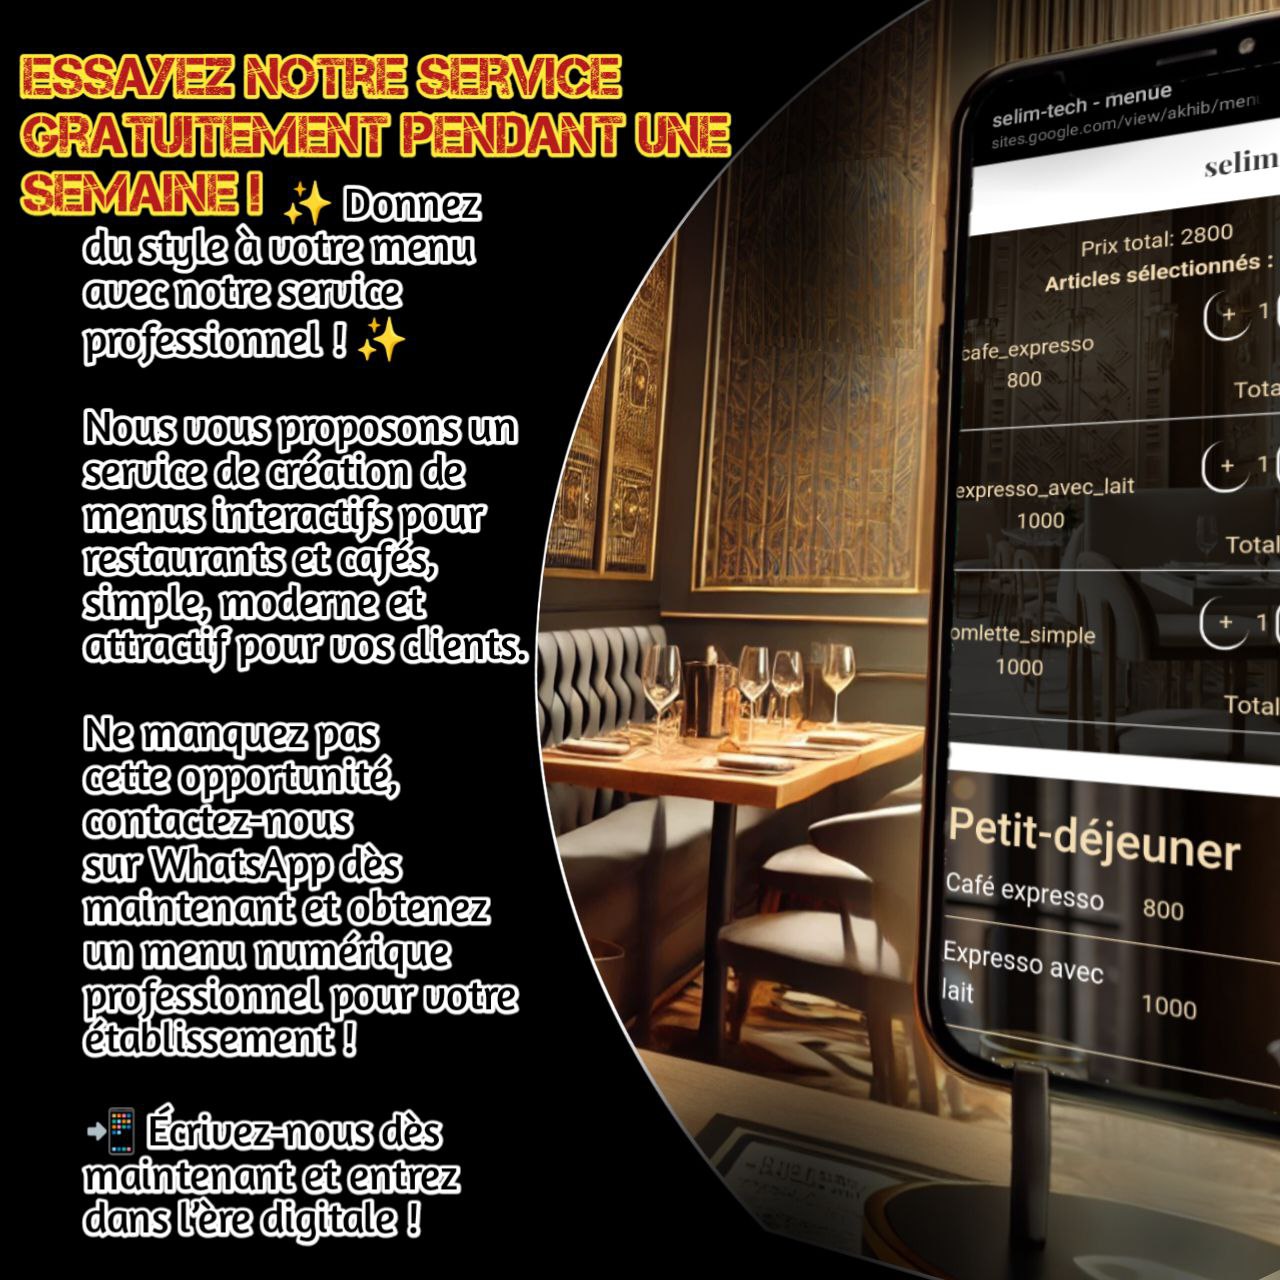 ESSAYEZ NOTRE SERVICE
GRATUITEMENT PENDANT UNE
SEMAINE ! ✨ Donnez
du style à votre menu
avec notre service
professionnel ! ✨
Nous vous proposons un
service de création de
menus interactifs pour
restaurants et cafés,
simple, moderne et
attractif pour vos clients.
Ne manquez pas
cette opportunité,
contactez-nous
sur WhatsApp dès
maintenant et obtenez
un menu numérique
professionnel pour votre
établissement !
📲 Écrivez-nous dès
maintenant et entrez
dans l'ère digitale !
selim-tech - menue
sites.google.com/view/akhib/menu
selim
Prix total: 2800
Articles sélectionnés :
+ 1
cafe_expresso
800
Tota
+ 1
expresso_avec_lait
1000
Total
+ 1
omlette_simple
1000
Total
Petit-déjeuner
Café expresso 800
Expresso avec
lait 1000